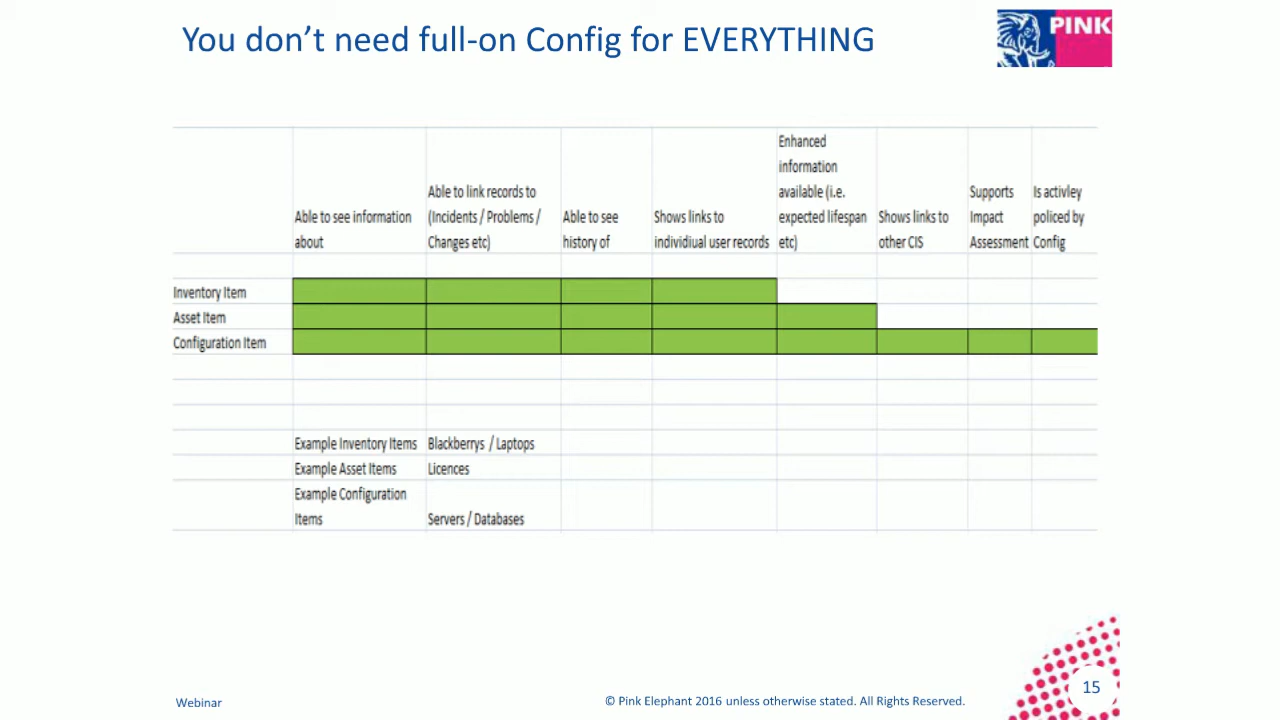 You don't need full-on Config for EVERYTHING
PINK
Able to see information
about
Able to link records to
(Incidents / Problems /
Changes etc)
Able to see
history of
Shows links to
individiual user records
Enhanced
information
available (i.e.
expected lifespan
etc)
Shows links to
other CIS
Supports
Impact
Assessment
Is activley
policed by
Config
Inventory Item
Asset Item
Configuration Item
Example Inventory Items
Blackberrys / Laptops
Example Asset Items
Licences
Example Configuration
Items
Servers / Databases
Webinar
© Pink Elephant 2016 unless otherwise stated. All Rights Reserved.
15